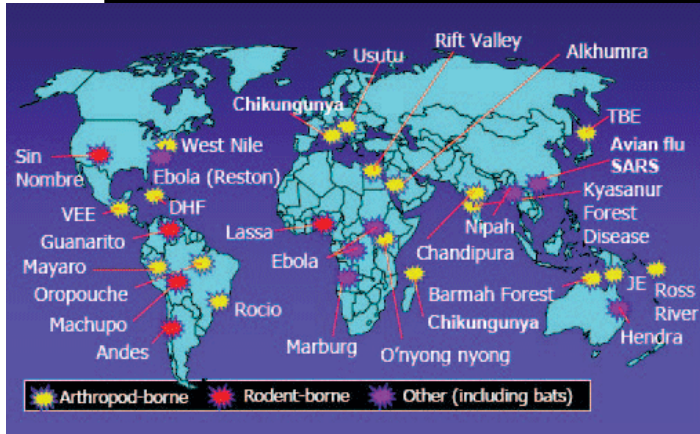 Rift Valley
Alkhumra
Usutu
Chikungunya
TBE
West Nile
Avian flu
SARS
Sin
Nombre
Ebola (Reston)
Kyasanur
Forest
Disease
VEE
DHF
Nipah
Guanarito
Lassa
Chandipura
Ebola
Mayaro
Oropouche
Barmah Forest
JE
Ross
River
Rocio
Machupo
Chikungunya
Hendra
Andes
Marburg
O'nyong nyong
Arthropod-borne
Rodent-borne
Other (including bats)